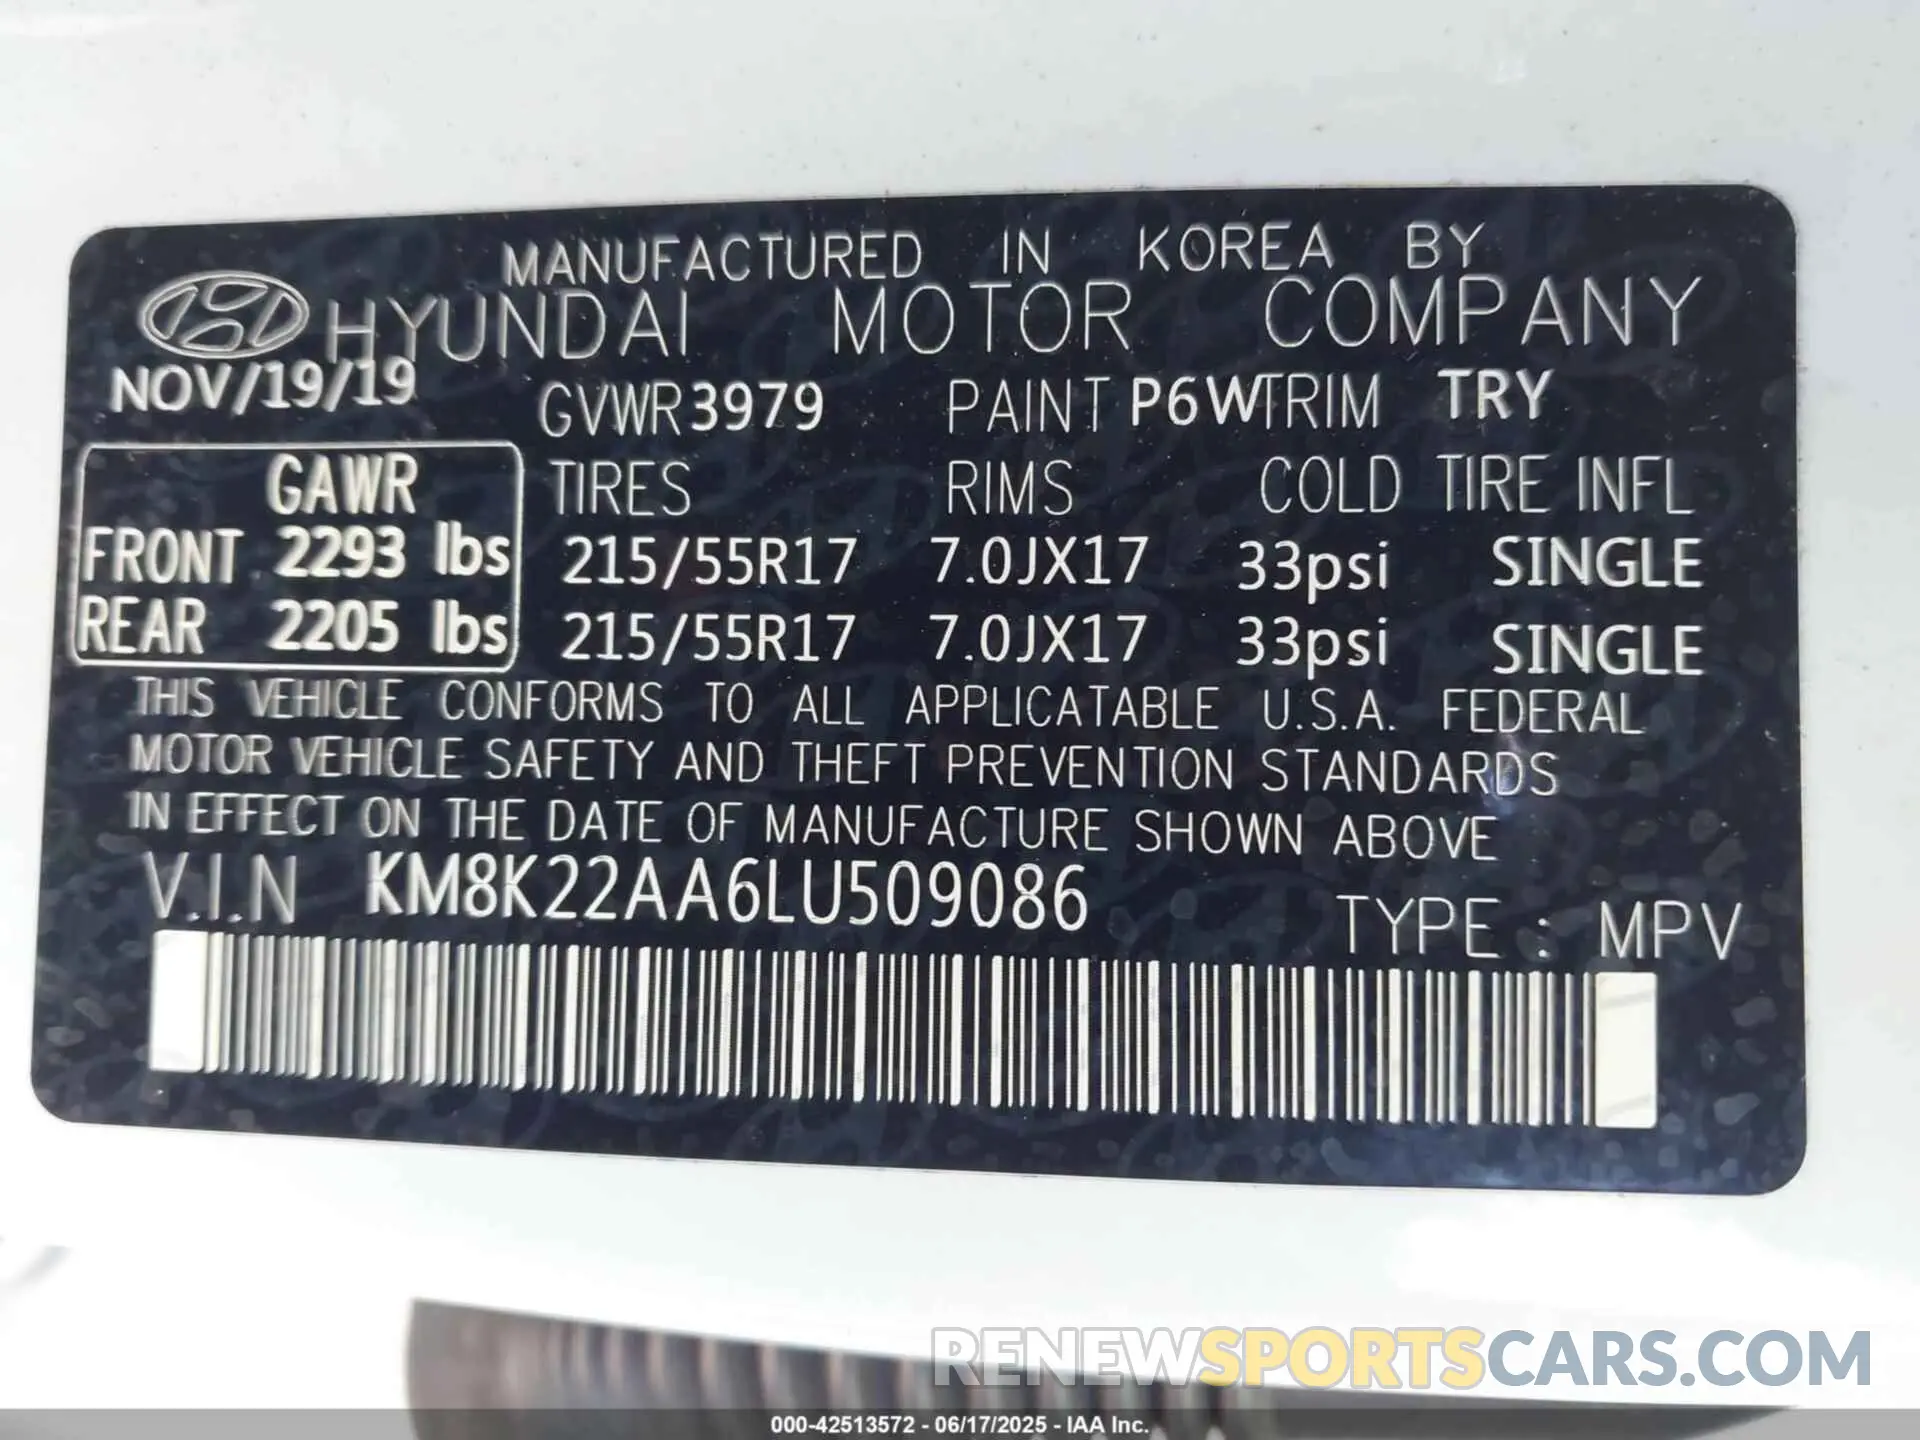 MANUFACTURED IN KOREA BY
HYUNDAI MOTOR COMPANY
NOV/19/19 GVWR 3979 PAINT P6W TRIM TRY
GAWR TIRES RIMS COLD TIRE INFL
FRONT 2293 lbs 215/55R17 7.0JX17 33psi SINGLE
REAR 2205 lbs 215/55R17 7.0JX17 33psi SINGLE
THIS VEHICLE CONFORMS TO ALL APPLICATABLE U.S.A. FEDERAL
MOTOR VEHICLE SAFETY AND THEFT PREVENTION STANDARDS
IN EFFECT ON THE DATE OF MANUFACTURE SHOWN ABOVE
V.I.N KM8K22AA6LU509086
TYPE : MPV
RENEWSPORTSCARS.COM
000-42513572 - 06/17/2025 - IAA Inc.